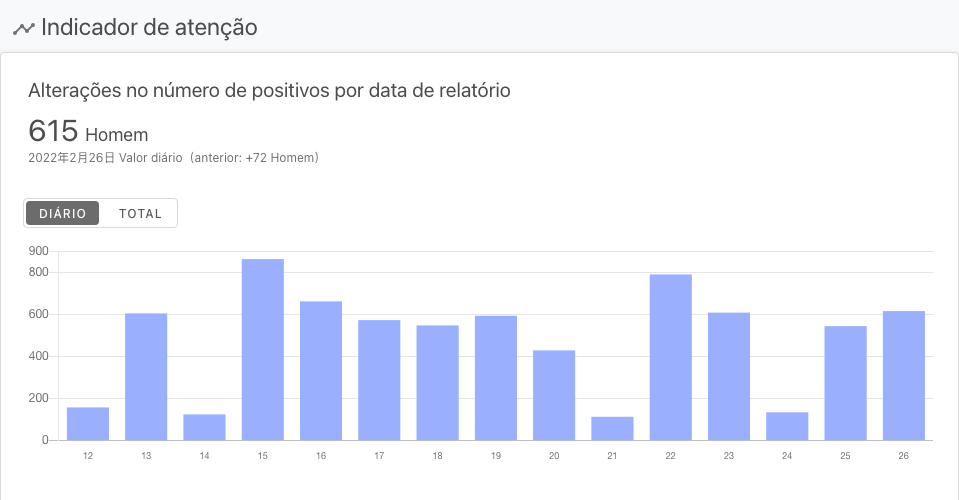 Indicador de atenção
Alterações no número de positivos por data de relatório
615 Homem
2022年2月26日 Valor diário（anterior: +72 Homem）
DIÁRIO TOTAL
900
800
600
400
200
0
12 13 14 15 16 17 18 19 20 21 22 23 24 25 26